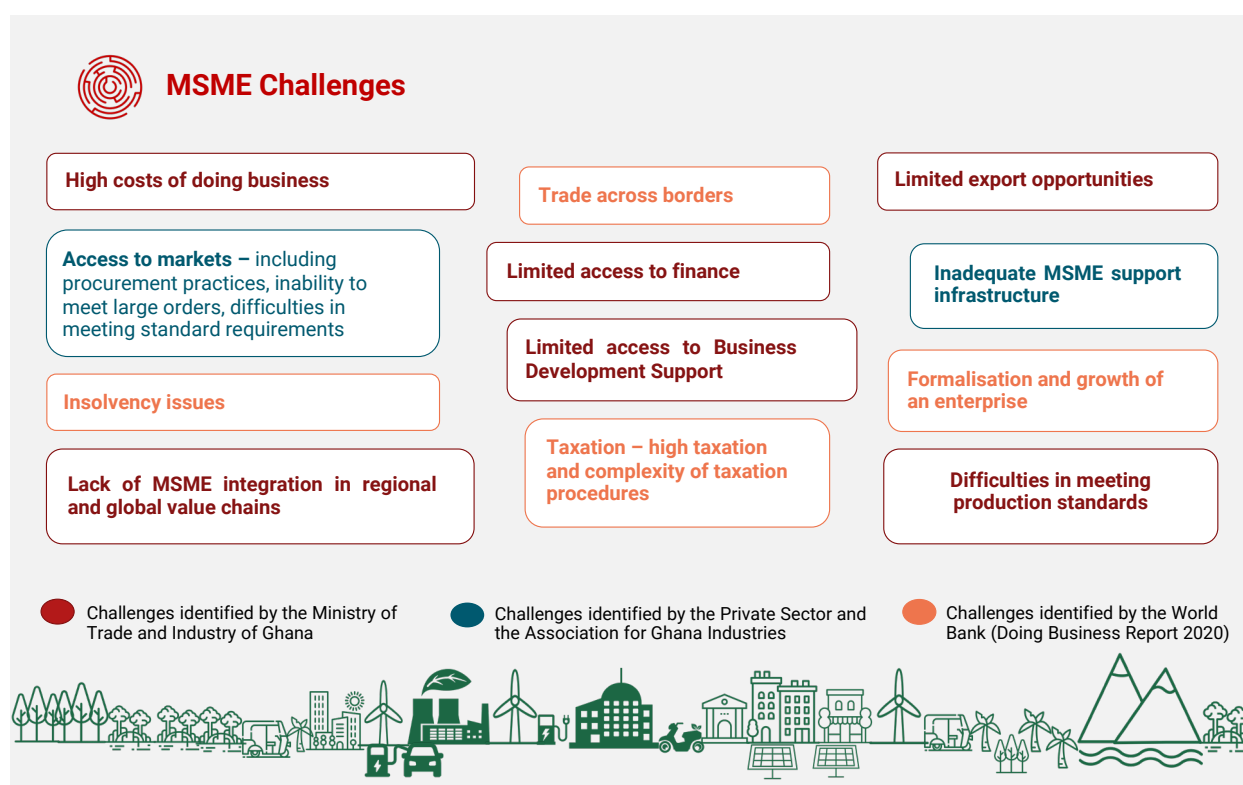 MSME Challenges
High costs of doing business
Access to markets – including
procurement practices, inability to
meet large orders, difficulties in
meeting standard requirements
Insolvency issues
Lack of MSME integration in regional
and global value chains
Trade across borders
Limited access to finance
Limited access to Business
Development Support
Taxation – high taxation
and complexity of taxation
procedures
Limited export opportunities
Inadequate MSME support
infrastructure
Formalisation and growth of
an enterprise
Difficulties in meeting
production standards
Challenges identified by the Ministry of
Trade and Industry of Ghana
Challenges identified by the Private Sector and
the Association for Ghana Industries
Challenges identified by the World
Bank (Doing Business Report 2020)